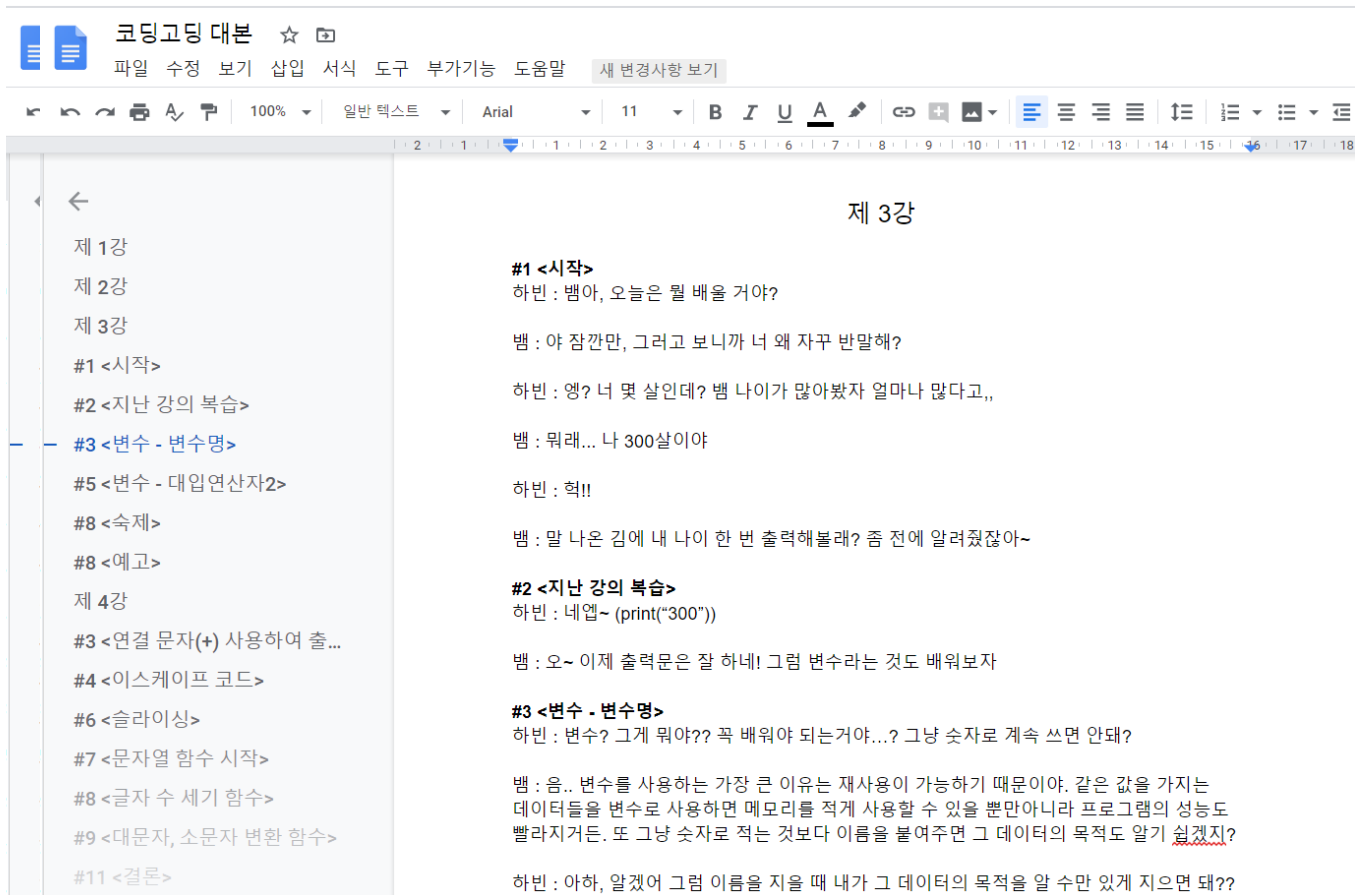 코딩고딩 대본
파일 수정 보기 삽입 서식 도구 부가기능 도움말 새 변경사항 보기
100% 일반 텍스트 Arial 11 B I U A
2 1 1 2 3 4 5 6 7 8 9 10 11 12 13 14 15 16 17 18
제 1강
제 2강
제 3강
#1 <시작>
#2 <지난 강의 복습>
#3 <변수 - 변수명>
#5 <변수 - 대입연산자2>
#8 <숙제>
#8 <예고>
제 4강
#3 <연결 문자(+) 사용하여 출...
#4 <이스케이프 코드>
#6 <슬라이싱>
#7 <문자열 함수 시작>
#8 <글자 수 세기 함수>
#9 <대문자, 소문자 변환 함수>
#11 <결론>
제 3강
#1 <시작>
하빈 : 뱀아, 오늘은 뭘 배울 거야?
뱀 : 야 잠깐만, 그러고 보니까 너 왜 자꾸 반말해?
하빈 : 엥? 너 몇 살인데? 뱀 나이가 많아봤자 얼마나 많다고,,
뱀 : 뭐래... 나 300살이야
하빈 : 헉!!
뱀 : 말 나온 김에 내 나이 한 번 출력해볼래? 좀 전에 알려줬잖아~
#2 <지난 강의 복습>
하빈 : 네엡~ (print(“300”))
뱀 : 오~ 이제 출력문은 잘 하네! 그럼 변수라는 것도 배워보자
#3 <변수 - 변수명>
하빈 : 변수? 그게 뭐야?? 꼭 배워야 되는거야…? 그냥 숫자로 계속 쓰면 안돼?
뱀 : 음.. 변수를 사용하는 가장 큰 이유는 재사용이 가능하기 때문이야. 같은 값을 가지는
데이터들을 변수로 사용하면 메모리를 적게 사용할 수 있을 뿐만아니라 프로그램의 성능도
빨라지거든. 또 그냥 숫자로 적는 것보다 이름을 붙여주면 그 데이터의 목적도 알기 쉽겠지?
하빈 : 아하, 알겠어 그럼 이름을 지을 때 내가 그 데이터의 목적을 알 수만 있게 지으면 돼??